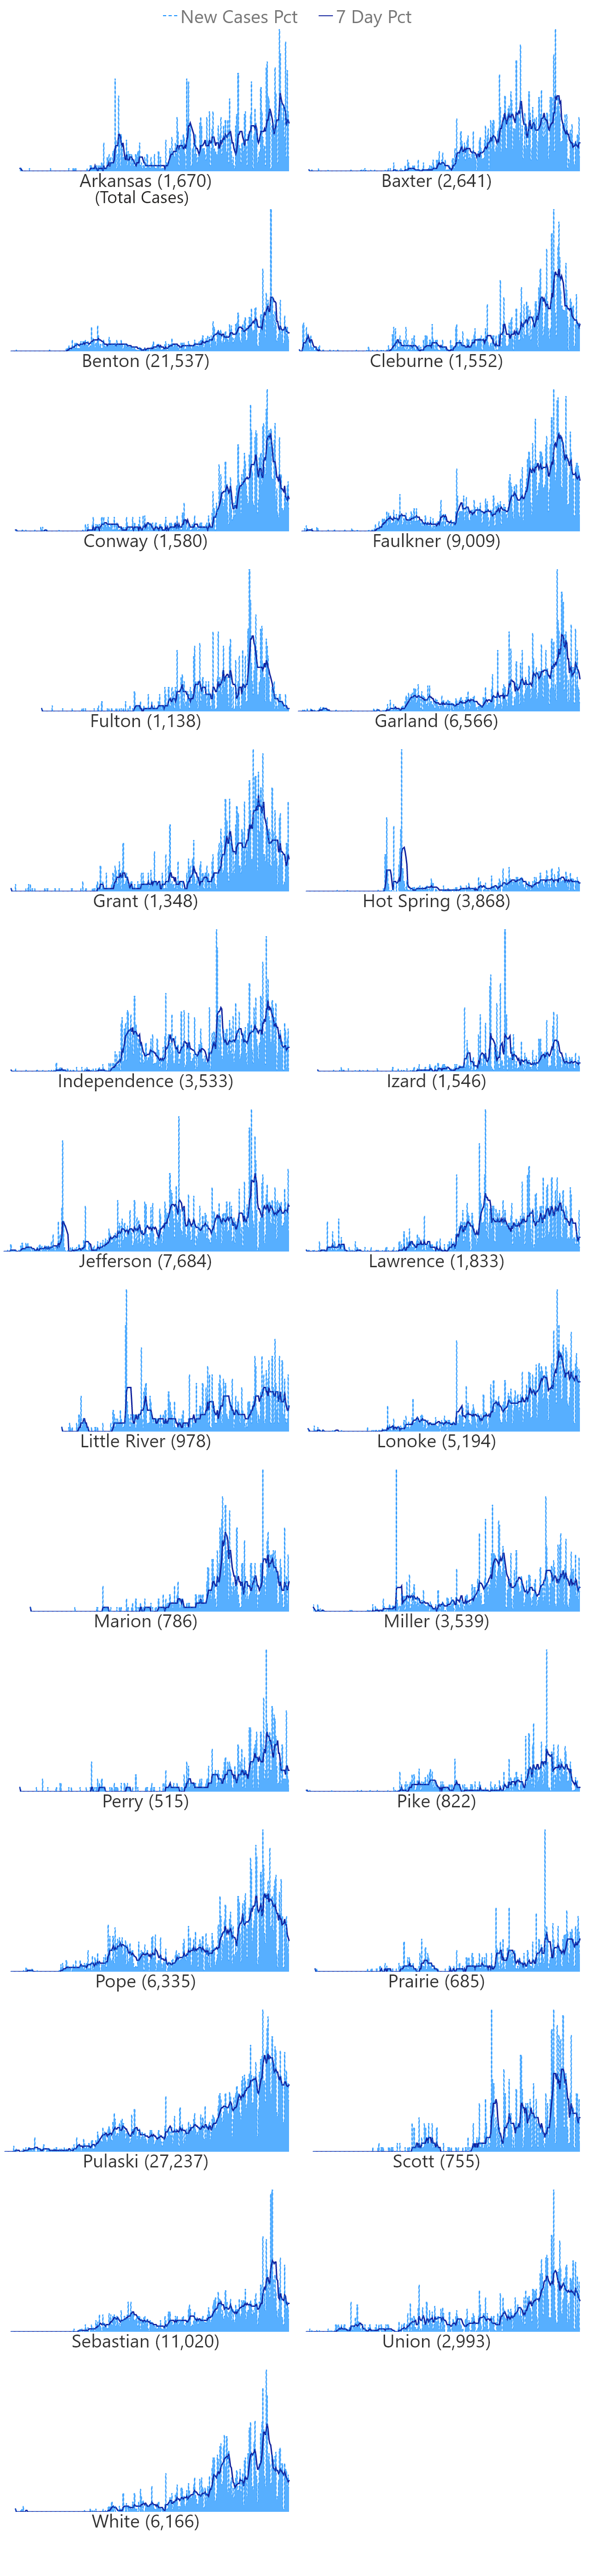 New Cases Pct 7 Day Pct
Arkansas (1,670) Baxter (2,641)
(Total Cases)
Benton (21,537) Cleburne (1,552)
Conway (1,580) Faulkner (9,009)
Fulton (1,138) Garland (6,566)
Grant (1,348) Hot Spring (3,868)
Independence (3,533) Izard (1,546)
Jefferson (7,684) Lawrence (1,833)
Little River (978) Lonoke (5,194)
Marion (786) Miller (3,539)
Perry (515) Pike (822)
Pope (6,335) Prairie (685)
Pulaski (27,237) Scott (755)
Sebastian (11,020) Union (2,993)
White (6,166)